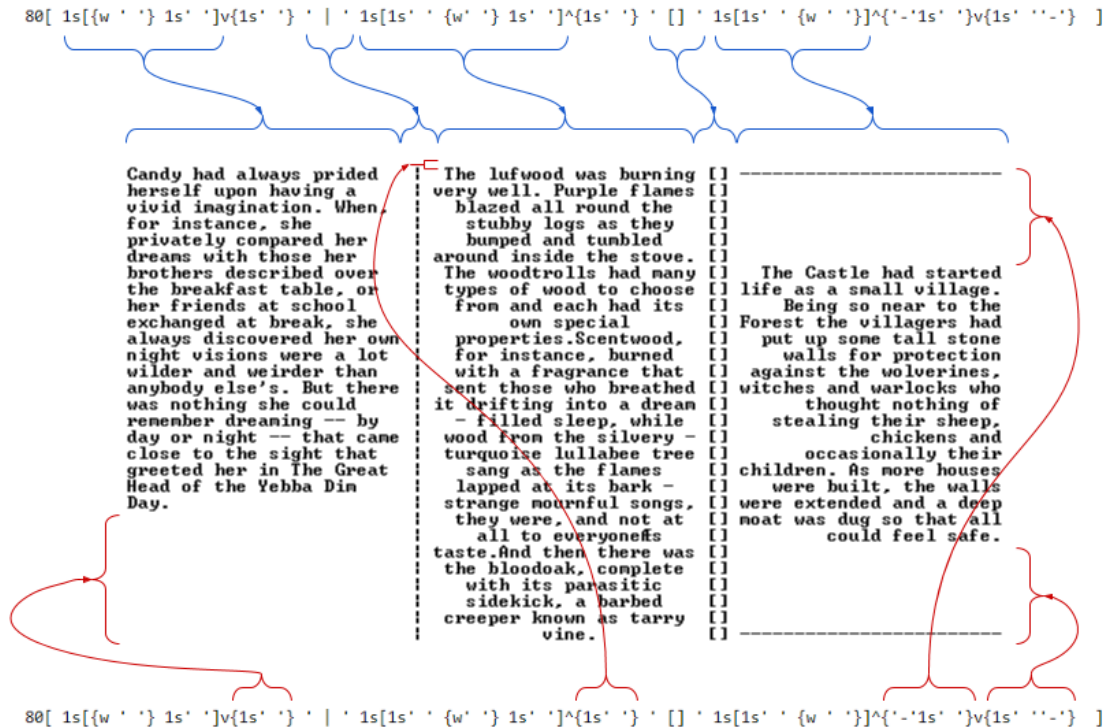 80[ 1s[{w ' '} 1s' ']v{1s' '} ' | ' 1s[1s' ' {w' '} 1s' ']^{1s' '} ' [] ' 1s[1s' ' {w ' '}]^{'-'1s' '}v{1s' ''-'} ]
Candy had always prided
herself upon having a
vivid imagination. When,
for instance, she
privately compared her
dreams with those her
brothers described over
the breakfast table, or
her friends at school
exchanged at break, she
always discovered her own
night visions were a lot
wilder and weirder than
anybody else's. But there
was nothing she could
remember dreaming -- by
day or night -- that came
close to the sight that
greeted her in The Great
Head of the Yebba Dim
Day.
The lufwood was burning
very well. Purple flames
blazed all round the
stubby logs as they
bumped and tumbled
around inside the stove.
The woodtrolls had many
types of wood to choose
from and each had its
own special
properties.Scentwood,
for instance, burned
with a fragrance that
sent those who breathed
it drifting into a dream
- filled sleep, while
wood from the silvery -
turquoise lullabee tree
sang as the flames
lapped at its bark -
strange mournful songs,
they were, and not at
all to
taste.And then there was
the bloodoak, complete
with its parasitic
sidekick, a barbed
creeper known as tarry
vine.
------------------------
The Castle had started
life as a small village.
Being so near to the
Forest the villagers had
put up some tall stone
walls for protection
against the wolverines,
witches and warlocks who
thought nothing of
stealing their sheep,
chickens and
occasionally their
children. As more houses
were built, the walls
were extended and a deep
moat was dug so that all
could feel safe.
------------------------
80[ 1s[{w ' '} 1s' ']v{1s' '} ' | ' 1s[1s' ' {w' '} 1s' ']^{1s' '} ' [] ' 1s[1s' ' {w ' '}]^{'-'1s' '}v{1s' ''-'} ]